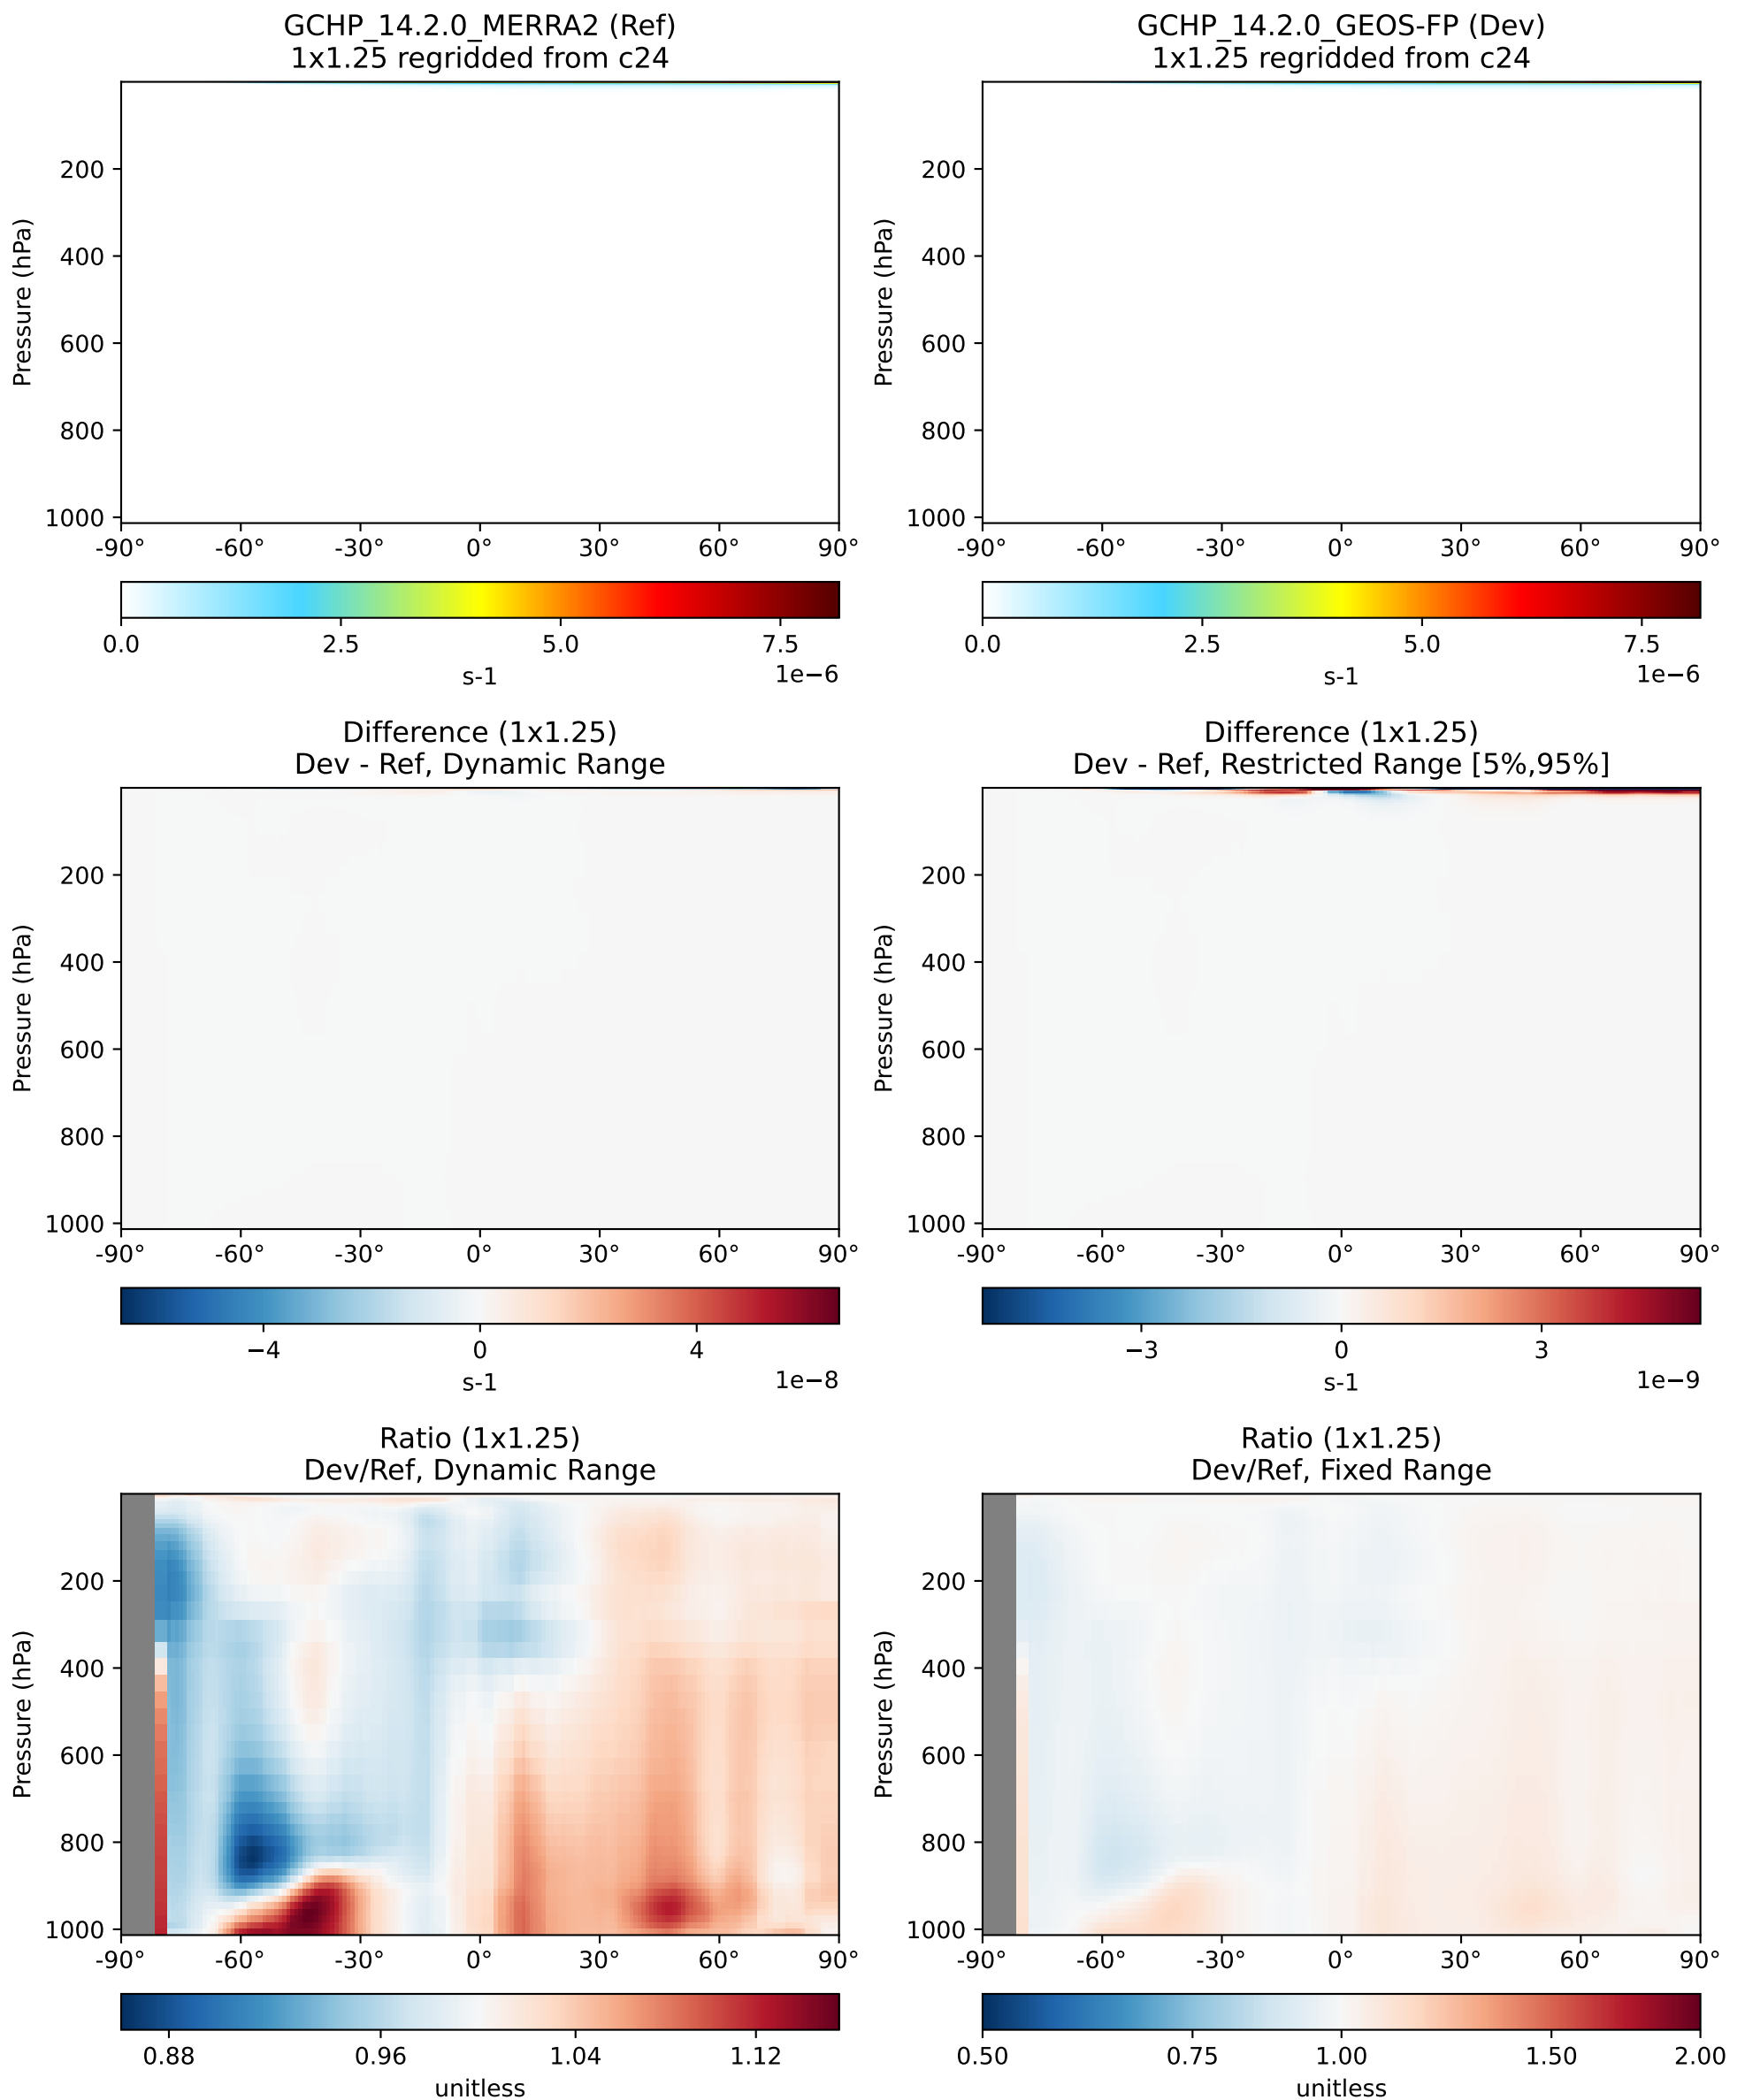 GCHP_14.2.0_MERRA2 (Ref)
1x1.25 regridded from c24
Pressure (hPa)
200
400
600
800
1000
-90° -60° -30° 0° 30° 60° 90°
0.0 2.5 5.0 7.5
s-1
1e−6
GCHP_14.2.0_GEOS-FP (Dev)
1x1.25 regridded from c24
Pressure (hPa)
200
400
600
800
1000
-90° -60° -30° 0° 30° 60° 90°
0.0 2.5 5.0 7.5
s-1
1e−6
Difference (1x1.25)
Dev - Ref, Dynamic Range
Pressure (hPa)
200
400
600
800
1000
-90° -60° -30° 0° 30° 60° 90°
−4 0 4
s-1
1e−8
Difference (1x1.25)
Dev - Ref, Restricted Range [5%,95%]
Pressure (hPa)
200
400
600
800
1000
-90° -60° -30° 0° 30° 60° 90°
−3 0 3
s-1
1e−9
Ratio (1x1.25)
Dev/Ref, Dynamic Range
Pressure (hPa)
200
400
600
800
1000
-90° -60° -30° 0° 30° 60° 90°
0.88 0.96 1.04 1.12
unitless
Ratio (1x1.25)
Dev/Ref, Fixed Range
Pressure (hPa)
200
400
600
800
1000
-90° -60° -30° 0° 30° 60° 90°
0.50 0.75 1.00 1.50 2.00
unitless